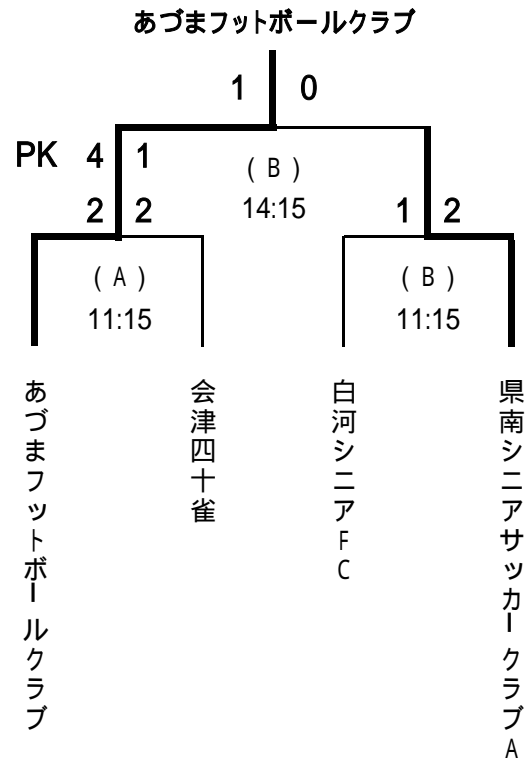 あづまフットボールクラブ
1 0
PK 4 1
(B)
2 2
14:15
1 2
(A)
11:15
(B)
11:15
あづまフットボールクラブ
会津四十雀
白河シニアFC
県南シニアサッカークラブA